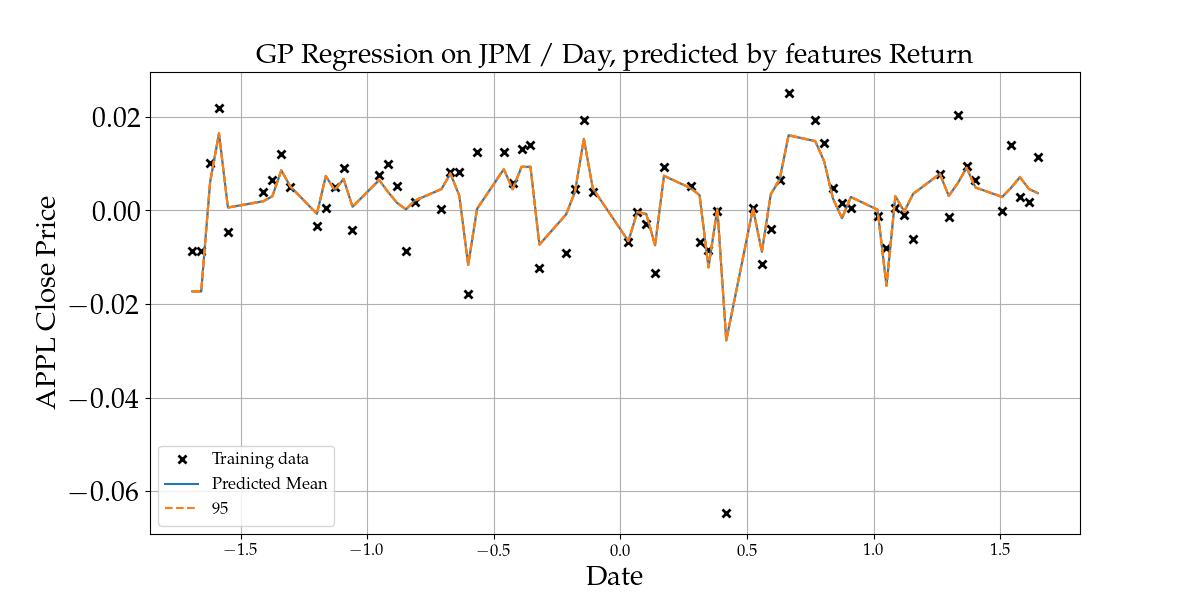 GP Regression on JPM / Day, predicted by features Return
APPL Close Price
0.02
0.00
−0.02
−0.04
−0.06
Training data
Predicted Mean
95
−1.5 −1.0 −0.5 0.0 0.5 1.0 1.5
Date